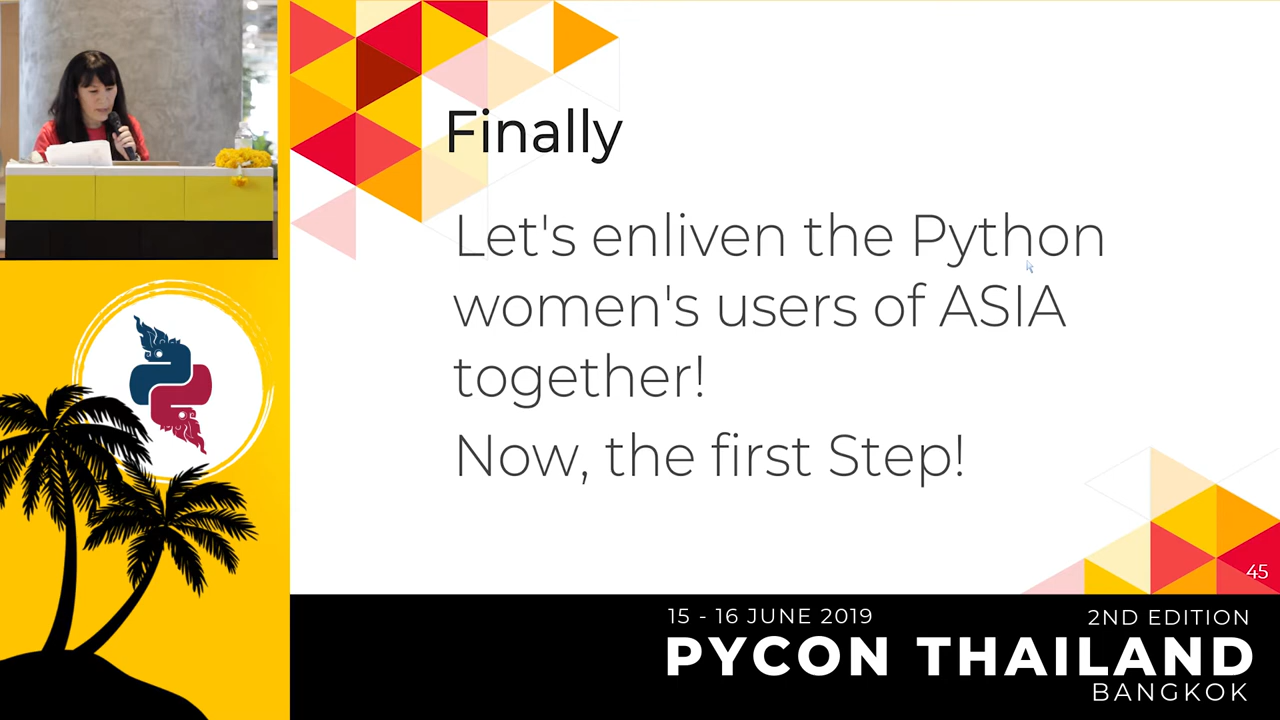 Finally
Let's enliven the Python
women's users of ASIA
together!
Now, the first Step!
45
15 - 16 JUNE 2019
2ND EDITION
PYCON THAILAND
BANGKOK